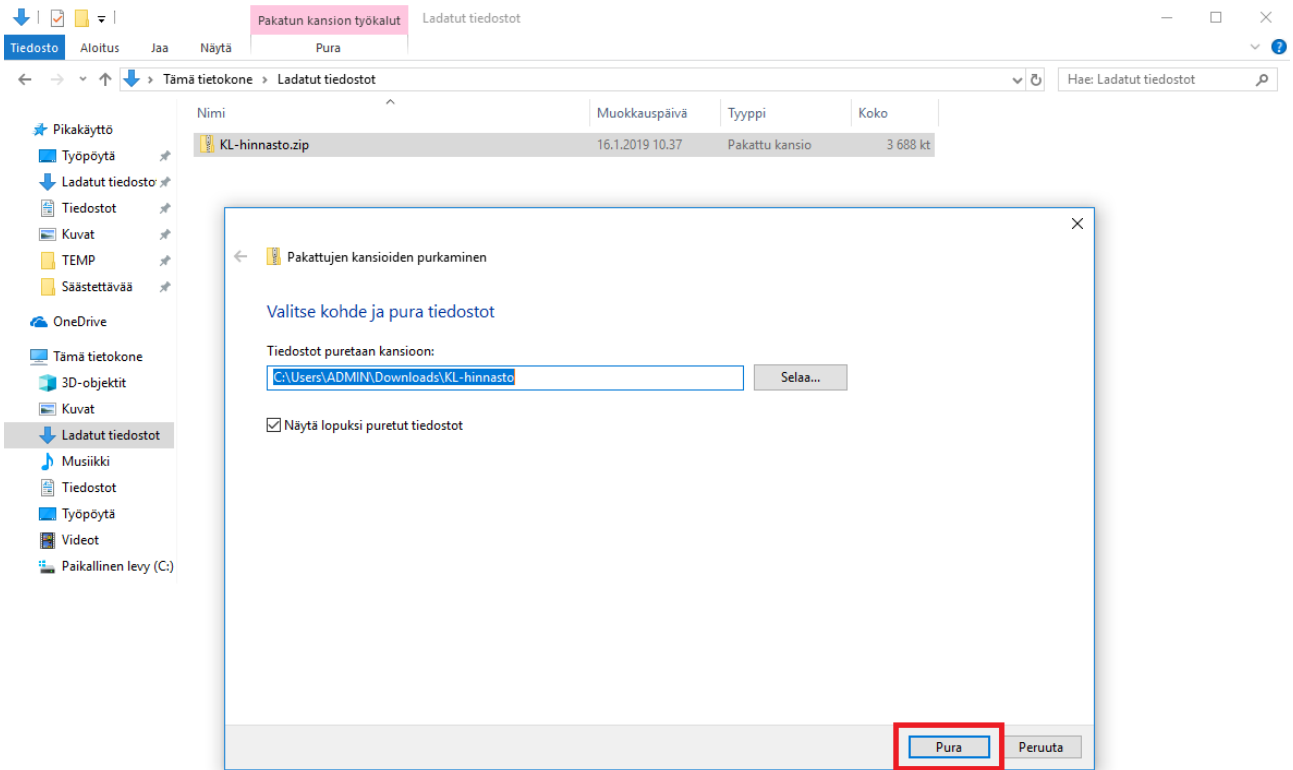 Pakatun kansion työkalut Ladatut tiedostot
Tiedosto Aloitus Jaa Näytä Pura
Tämä tietokone Ladatut tiedostot Hae: Ladatut tiedostot
Nimi Muokkauspäivä Tyyppi Koko
KL-hinnasto.zip 16.1.2019 10.37 Pakattu kansio 3 688 kt
Pikakäyttö
Työpöytä
Ladatut tiedosto
Tiedostot
Kuvat
TEMP
Säästettävää
OneDrive
Tämä tietokone
3D-objektit
Kuvat
Ladatut tiedostot
Musiikki
Tiedostot
Työpöytä
Videot
Paikallinen levy (C:)
Pakattujen kansioiden purkaminen
Valitse kohde ja pura tiedostot
Tiedostot puretaan kansioon:
C:\Users\ADMIN\Downloads\KL-hinnasto Selaa...
Näytä lopuksi puretut tiedostot
Pura Peruuta